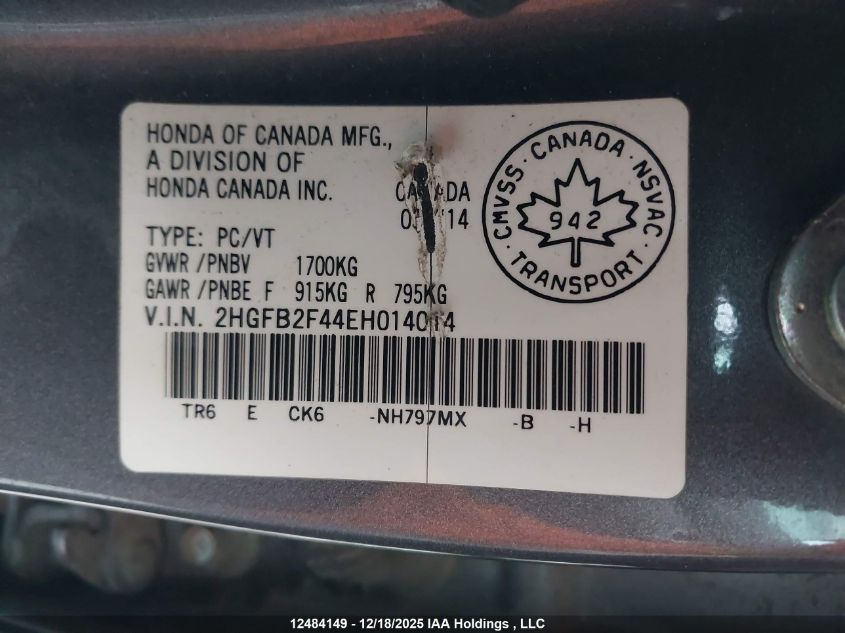 HONDA OF CANADA MFG.,
A DIVISION OF
HONDA CANADA INC. CANADA
TYPE: PC/VT
GVWR /PNBV 1700KG
GAWR /PNBE F 915KG R 795KG
V.I.N. 2HGFB2F44EH014014
TR6 E CK6 -NH797MX -B -H
CMVSS · CANADA · NSVAC
942
· TRANSPORT ·
12484149 - 12/18/2025 IAA Holdings , LLC